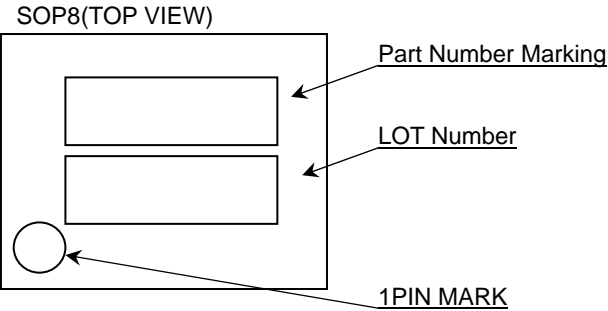 SOP8(TOP VIEW)
Part Number Marking
LOT Number
1PIN MARK